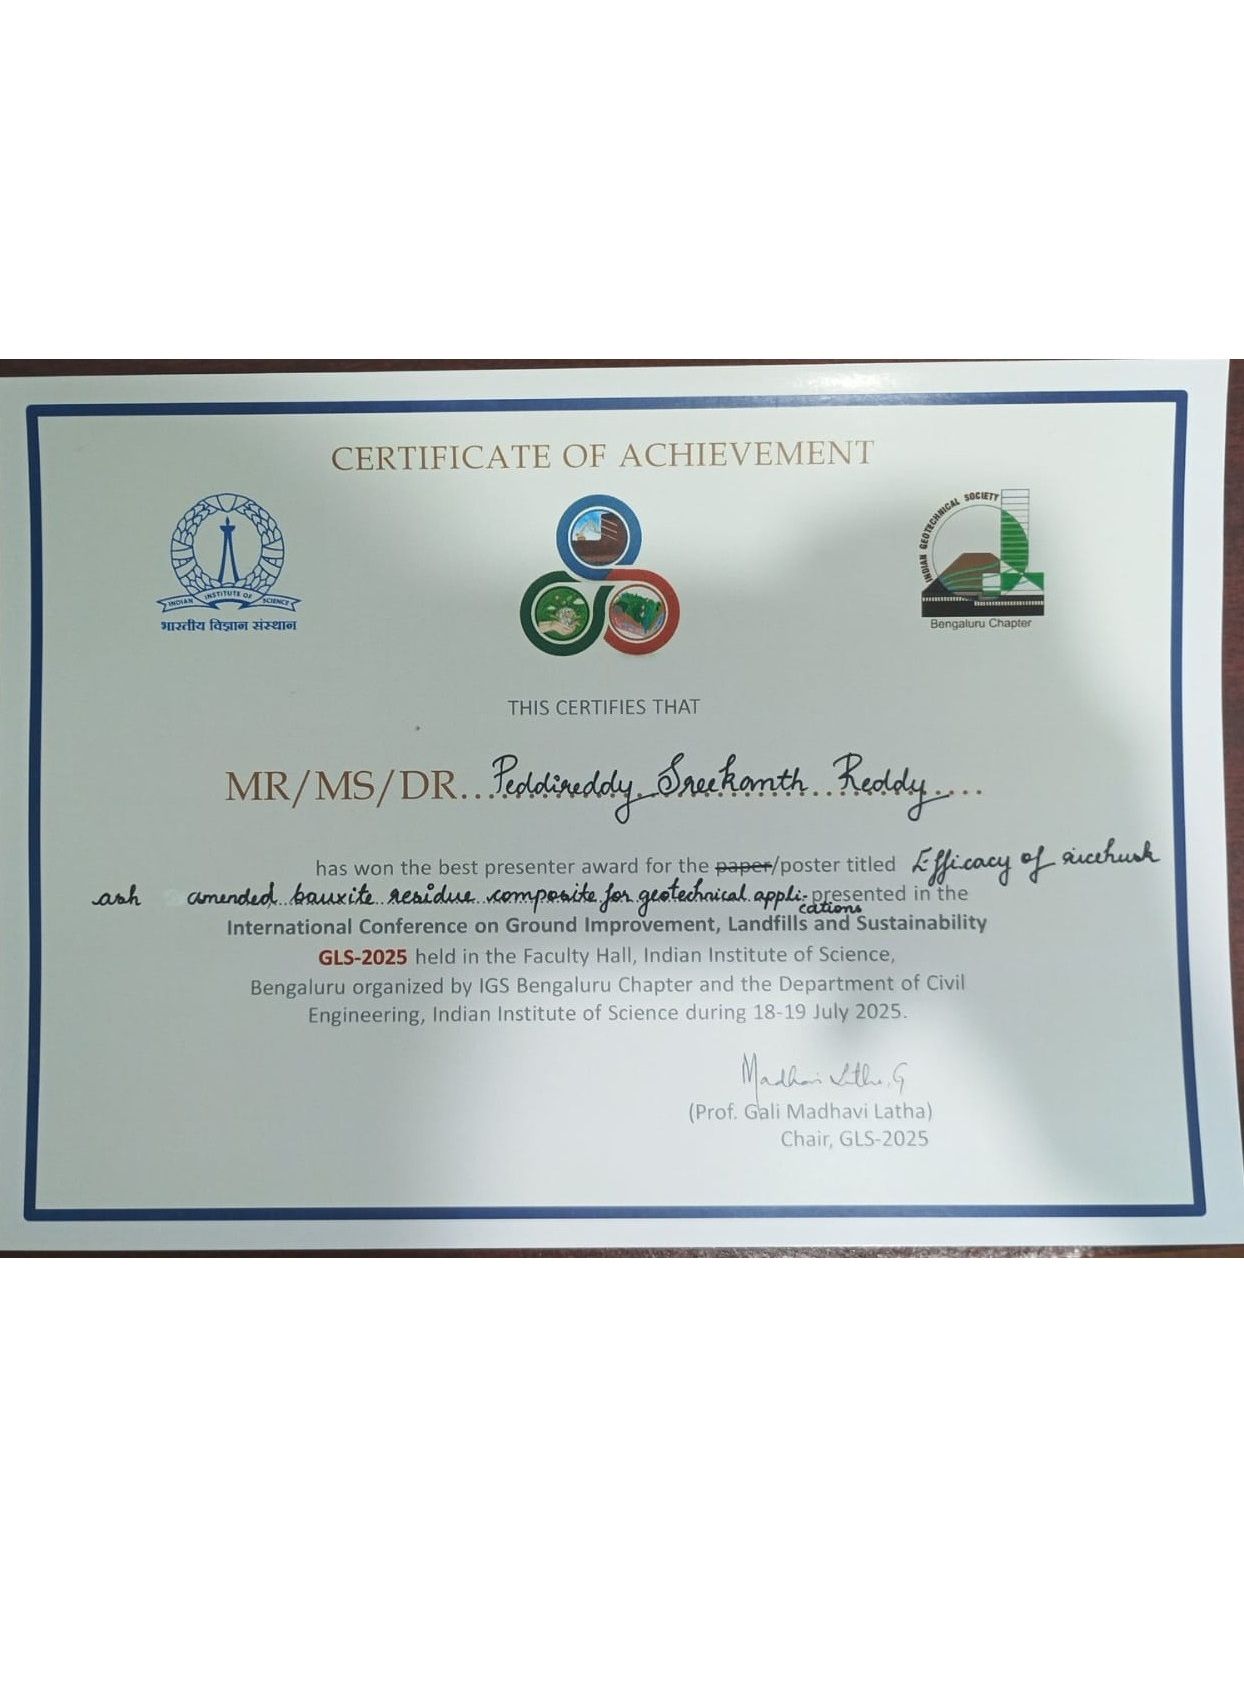 CERTIFICATE OF ACHIEVEMENT
INDIAN INSTITUTE OF SCIENCE
भारतीय विज्ञान संस्थान
INDIAN GEOTECHNICAL SOCIETY
Bengaluru Chapter
THIS CERTIFIES THAT
MR/MS/DR...Peddireddy Sreekanth Reddy....
has won the best presenter award for the paper/poster titled Efficacy of ricehusk
ash amended bauxite residue composite for geotechnical appli- presented in the
cations
International Conference on Ground Improvement, Landfills and Sustainability
GLS-2025 held in the Faculty Hall, Indian Institute of Science,
Bengaluru organized by IGS Bengaluru Chapter and the Department of Civil
Engineering, Indian Institute of Science during 18-19 July 2025.
Madhavi Latha.G
(Prof. Gali Madhavi Latha)
Chair, GLS-2025